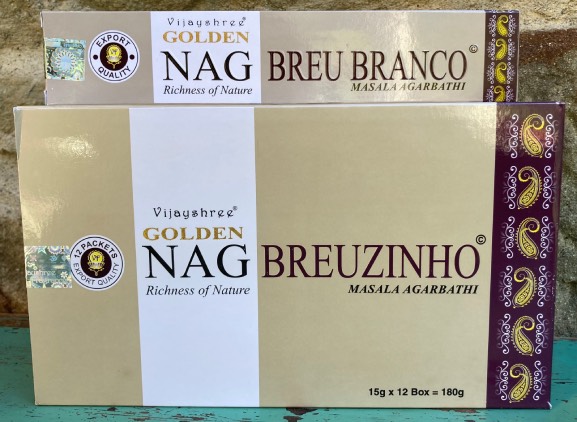 Vijayshree®
GOLDEN
NAG BREU BRANCO©
Richness of Nature
MASALA AGARBATHI
EXPORT
QUALITY
Vijayshree®
GOLDEN
NAG BREUZINHO©
Richness of Nature
MASALA AGARBATHI
12 PACKETS
EXPORT QUALITY
15g x 12 Box = 180g